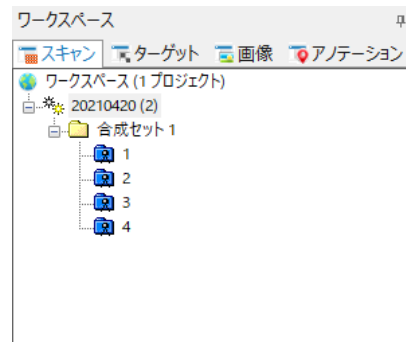 ワークスペース
スキャン ターゲット 画像 アノテーション
ワークスペース (1 プロジェクト)
20210420 (2)
合成セット 1
1
2
3
4